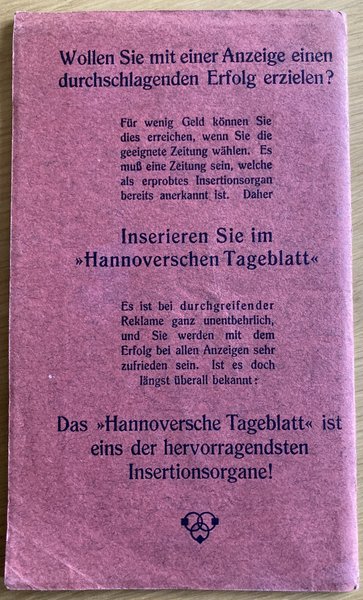 Wollen Sie mit einer Anzeige einen
durchschlagenden Erfolg erzielen?
Für wenig Geld können Sie
dies erreichen, wenn Sie die
geeignete Zeitung wählen. Es
muß eine Zeitung sein, welche
als erprobtes Insertionsorgan
bereits anerkannt ist. Daher
Inserieren Sie im
»Hannoverschen Tageblatt«
Es ist bei durchgreifender
Reklame ganz unentbehrlich,
und Sie werden mit dem
Erfolg bei allen Anzeigen sehr
zufrieden sein. Ist es doch
längst überall bekannt:
Das »Hannoversche Tageblatt« ist
eins der hervorragendsten
Insertionsorgane!